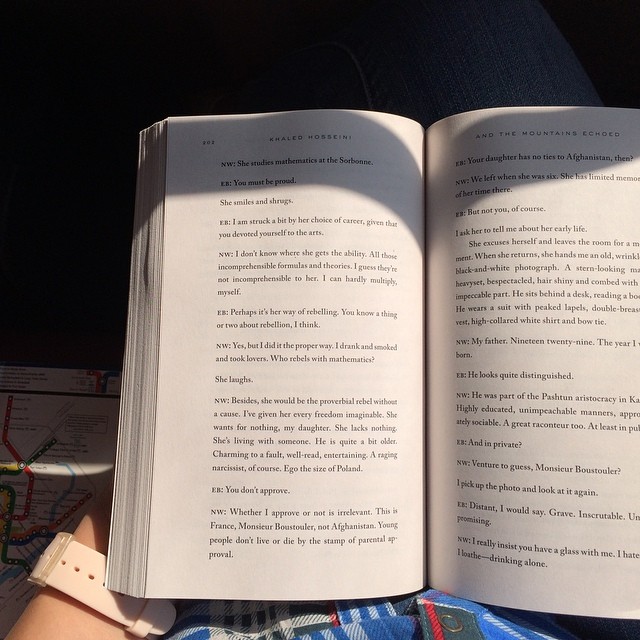 202
KHALED HOSSEINI
NW: She studies mathematics at the Sorbonne.
EB: You must be proud.
She smiles and shrugs.
EB: I am struck a bit by her choice of career, given that
you devoted yourself to the arts.
NW: I don't know where she gets the ability. All those
incomprehensible formulas and theories. I guess they're
not incomprehensible to her. I can hardly multiply,
myself.
EB: Perhaps it's her way of rebelling. You know a thing
or two about rebellion, I think.
NW: Yes, but I did it the proper way. I drank and smoked
and took lovers. Who rebels with mathematics?
She laughs.
NW: Besides, she would be the proverbial rebel without
a cause. I've given her every freedom imaginable. She
wants for nothing, my daughter. She lacks nothing.
She's living with someone. He is quite a bit older.
Charming to a fault, well-read, entertaining. A raging
narcissist, of course. Ego the size of Poland.
EB: You don't approve.
NW: Whether I approve or not is irrelevant. This is
France, Monsieur Boustouler, not Afghanistan. Young
people don't live or die by the stamp of parental ap-
proval.
AND THE MOUNTAINS ECHOED
EB: Your daughter has no ties to Afghanistan, then?
NW: We left when she was six. She has limited memor
of her time there.
EB: But not you, of course.
I ask her to tell me about her early life.
She excuses herself and leaves the room for a m
ment. When she returns, she hands me an old, wrinkl
black-and-white photograph. A stern-looking ma
heavyset, bespectacled, hair shiny and combed with
impeccable part. He sits behind a desk, reading a bo
He wears a suit with peaked lapels, double-breas
vest, high-collared white shirt and bow tie.
NW: My father. Nineteen twenty-nine. The year I
born.
EB: He looks quite distinguished.
NW: He was part of the Pashtun aristocracy in Ka
Highly educated, unimpeachable manners, appro
ately sociable. A great raconteur too. At least in pu
EB: And in private?
NW: Venture to guess, Monsieur Boustouler?
I pick up the photo and look at it again.
EB: Distant, I would say. Grave. Inscrutable. Un
promising.
NW: I really insist you have a glass with me. I hate
I loathe—drinking alone.